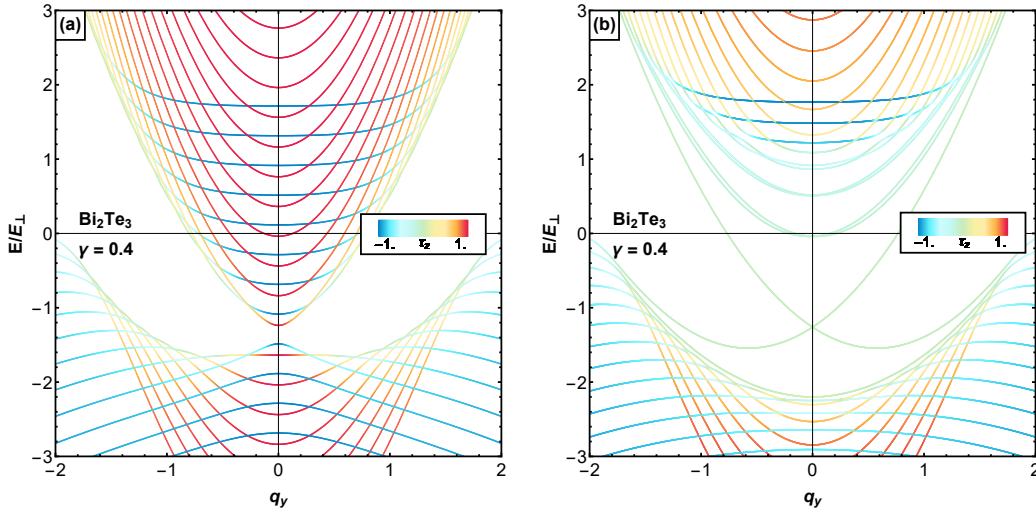 (a)
3
2
1
0
−1
−2
−3
E/E⊥
Bi₂Te₃
γ = 0.4
−1. τz 1.
−2 −1 0 1 2
qy
(b)
3
2
1
0
−1
−2
−3
E/E⊥
Bi₂Te₃
γ = 0.4
−1. τz 1.
−2 −1 0 1 2
qy